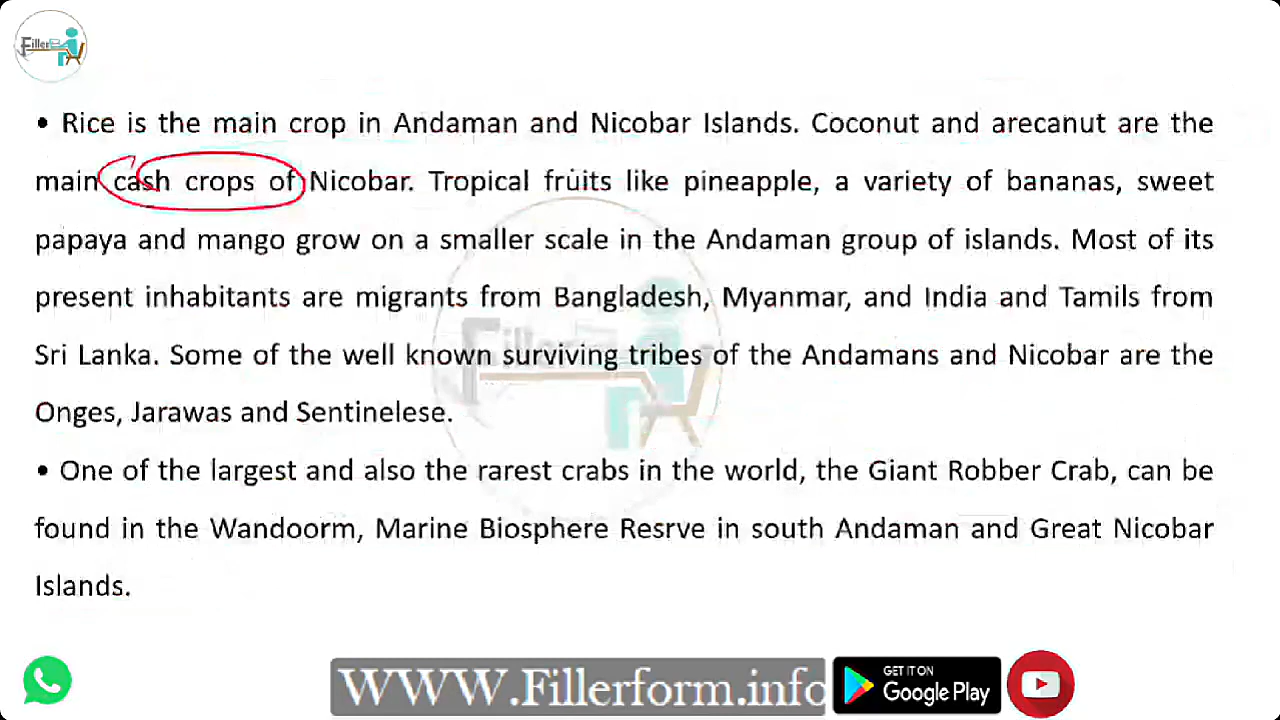 Filler
• Rice is the main crop in Andaman and Nicobar Islands. Coconut and arecanut are the
main cash crops of Nicobar. Tropical fruits like pineapple, a variety of bananas, sweet
papaya and mango grow on a smaller scale in the Andaman group of islands. Most of its
present inhabitants are migrants from Bangladesh, Myanmar, and India and Tamils from
Sri Lanka. Some of the well known surviving tribes of the Andamans and Nicobar are the
Onges, Jarawas and Sentinelese.
• One of the largest and also the rarest crabs in the world, the Giant Robber Crab, can be
found in the Wandoorm, Marine Biosphere Resrve in south Andaman and Great Nicobar
Islands.
WWW.Fillerform.info
GET IT ON
Google Play